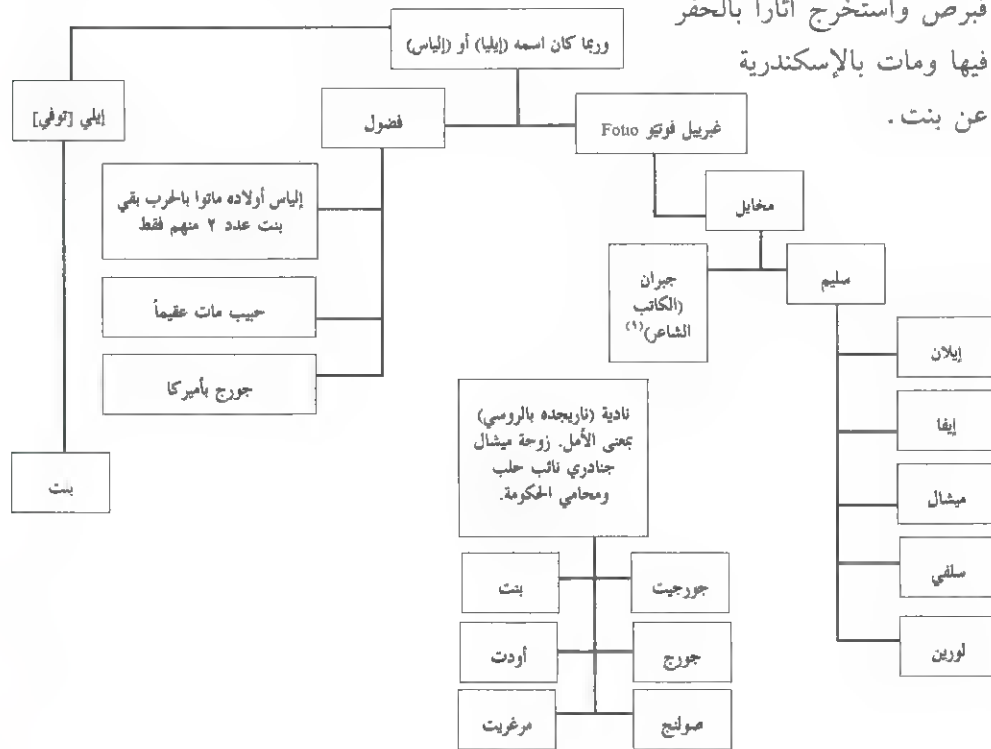 قبرص واستخرج آثاراً بالحفر
فيها ومات بالإسكندرية
عن بنت.
وربما كان اسمه (إيليا) أو (إلياس)
غبرييل فوتيو Fotio
فضول
إيلي [توفي]
مخايل
سليم
جبران
(الكاتب
الشاعر)(١)
إلياس أولاده ماتوا بالحرب بقي
بنت عدد ٢ منهم فقط
حبيب مات عقيماً
جورج بأميركا
بنت
إيلان
إيفا
ميشال
سلفي
لورين
نادية (ناريجده بالروسي)
بمعنى الأمل. زوجة ميشال
جنادري نائب حلب
ومحامي الحكومة.
جورجيت
بنت
جورج
أودت
صولنج
مرغريت